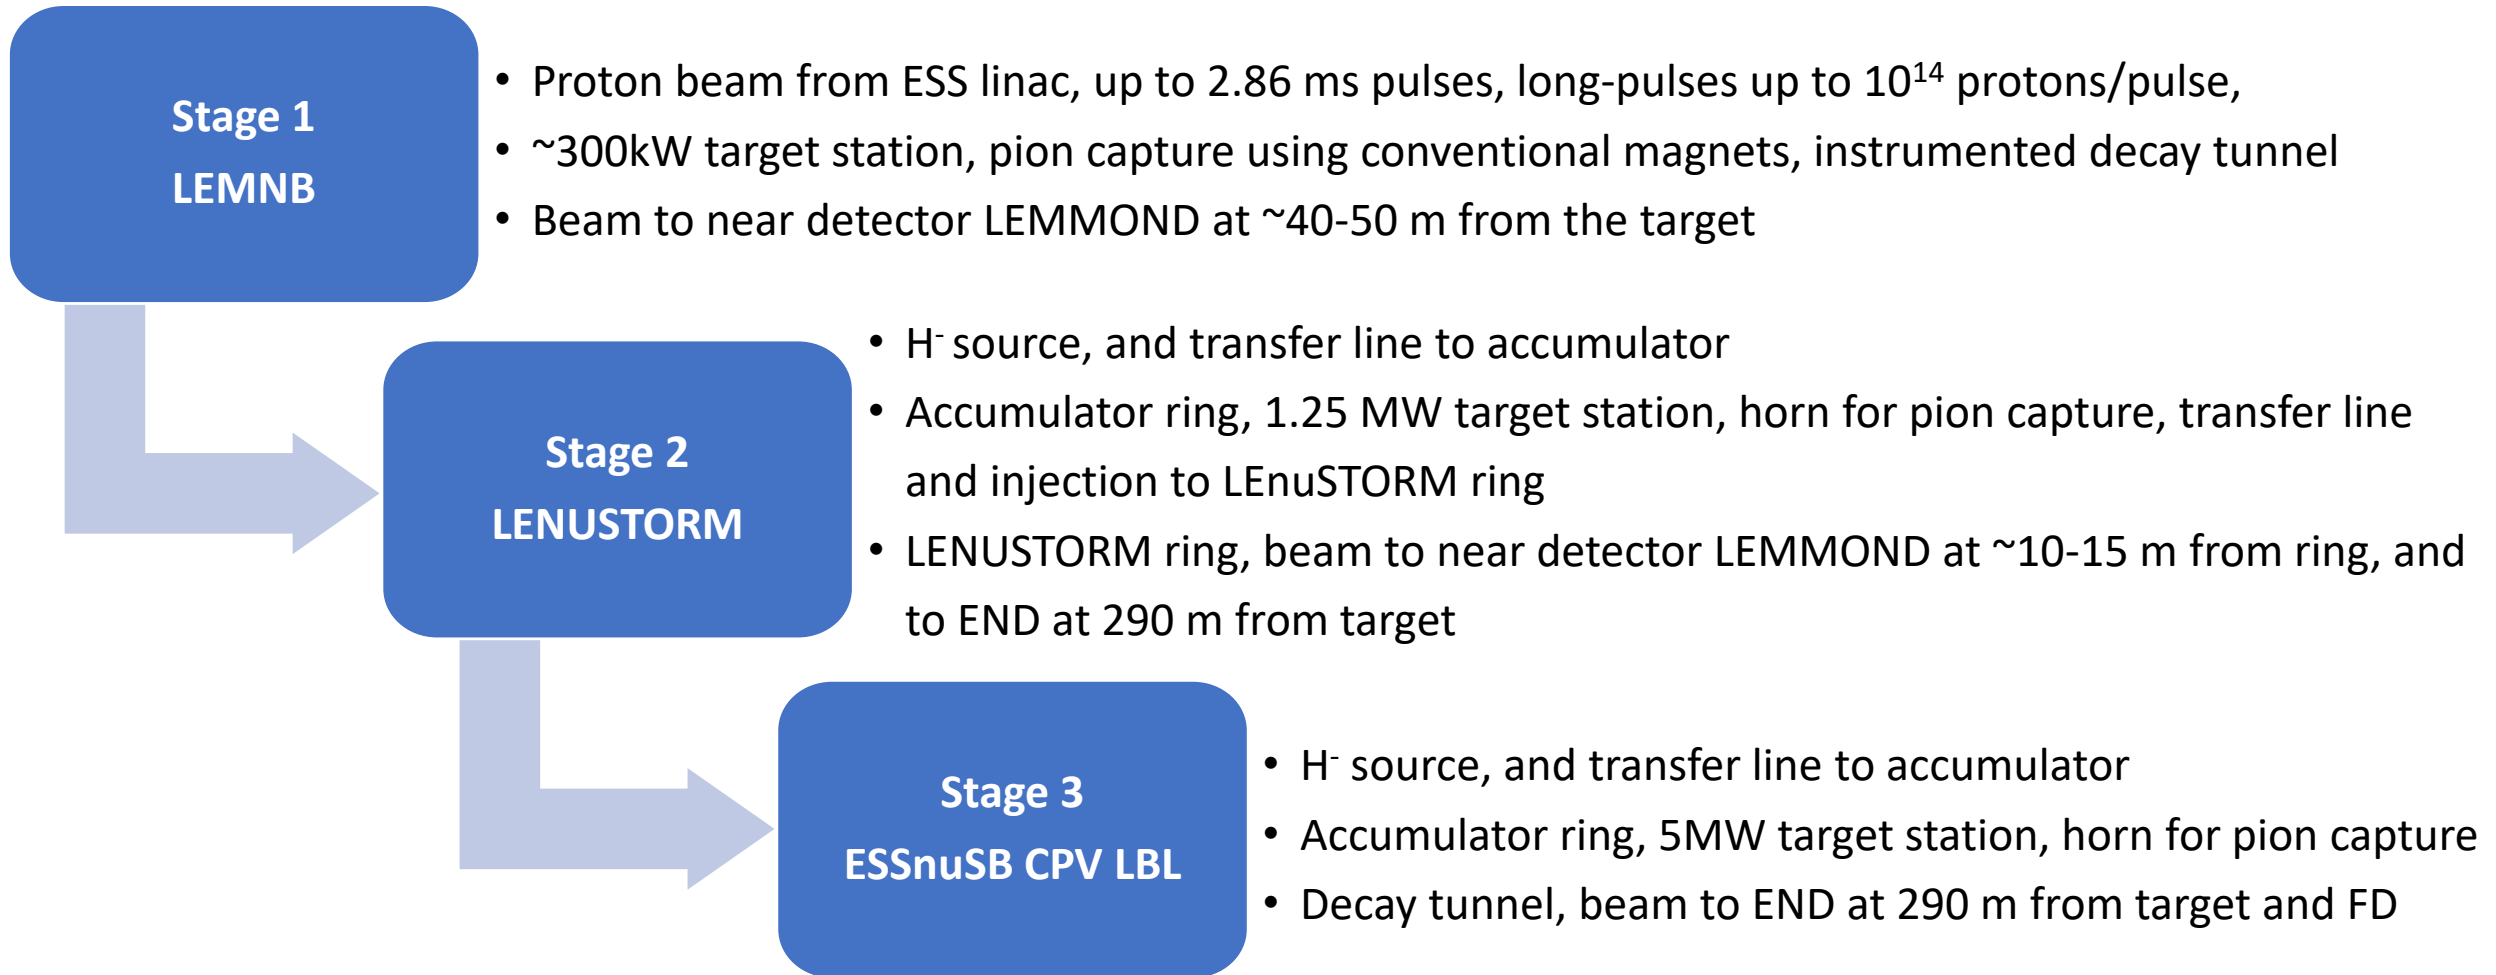 Stage 1
LEMNB
• Proton beam from ESS linac, up to 2.86 ms pulses, long-pulses up to 10¹⁴ protons/pulse,
• ~300kW target station, pion capture using conventional magnets, instrumented decay tunnel
• Beam to near detector LEMMOND at ~40-50 m from the target
Stage 2
LENUSTORM
• H⁻ source, and transfer line to accumulator
• Accumulator ring, 1.25 MW target station, horn for pion capture, transfer line
and injection to LEnuSTORM ring
• LENUSTORM ring, beam to near detector LEMMOND at ~10-15 m from ring, and
to END at 290 m from target
Stage 3
ESSnuSB CPV LBL
• H⁻ source, and transfer line to accumulator
• Accumulator ring, 5MW target station, horn for pion capture
• Decay tunnel, beam to END at 290 m from target and FD